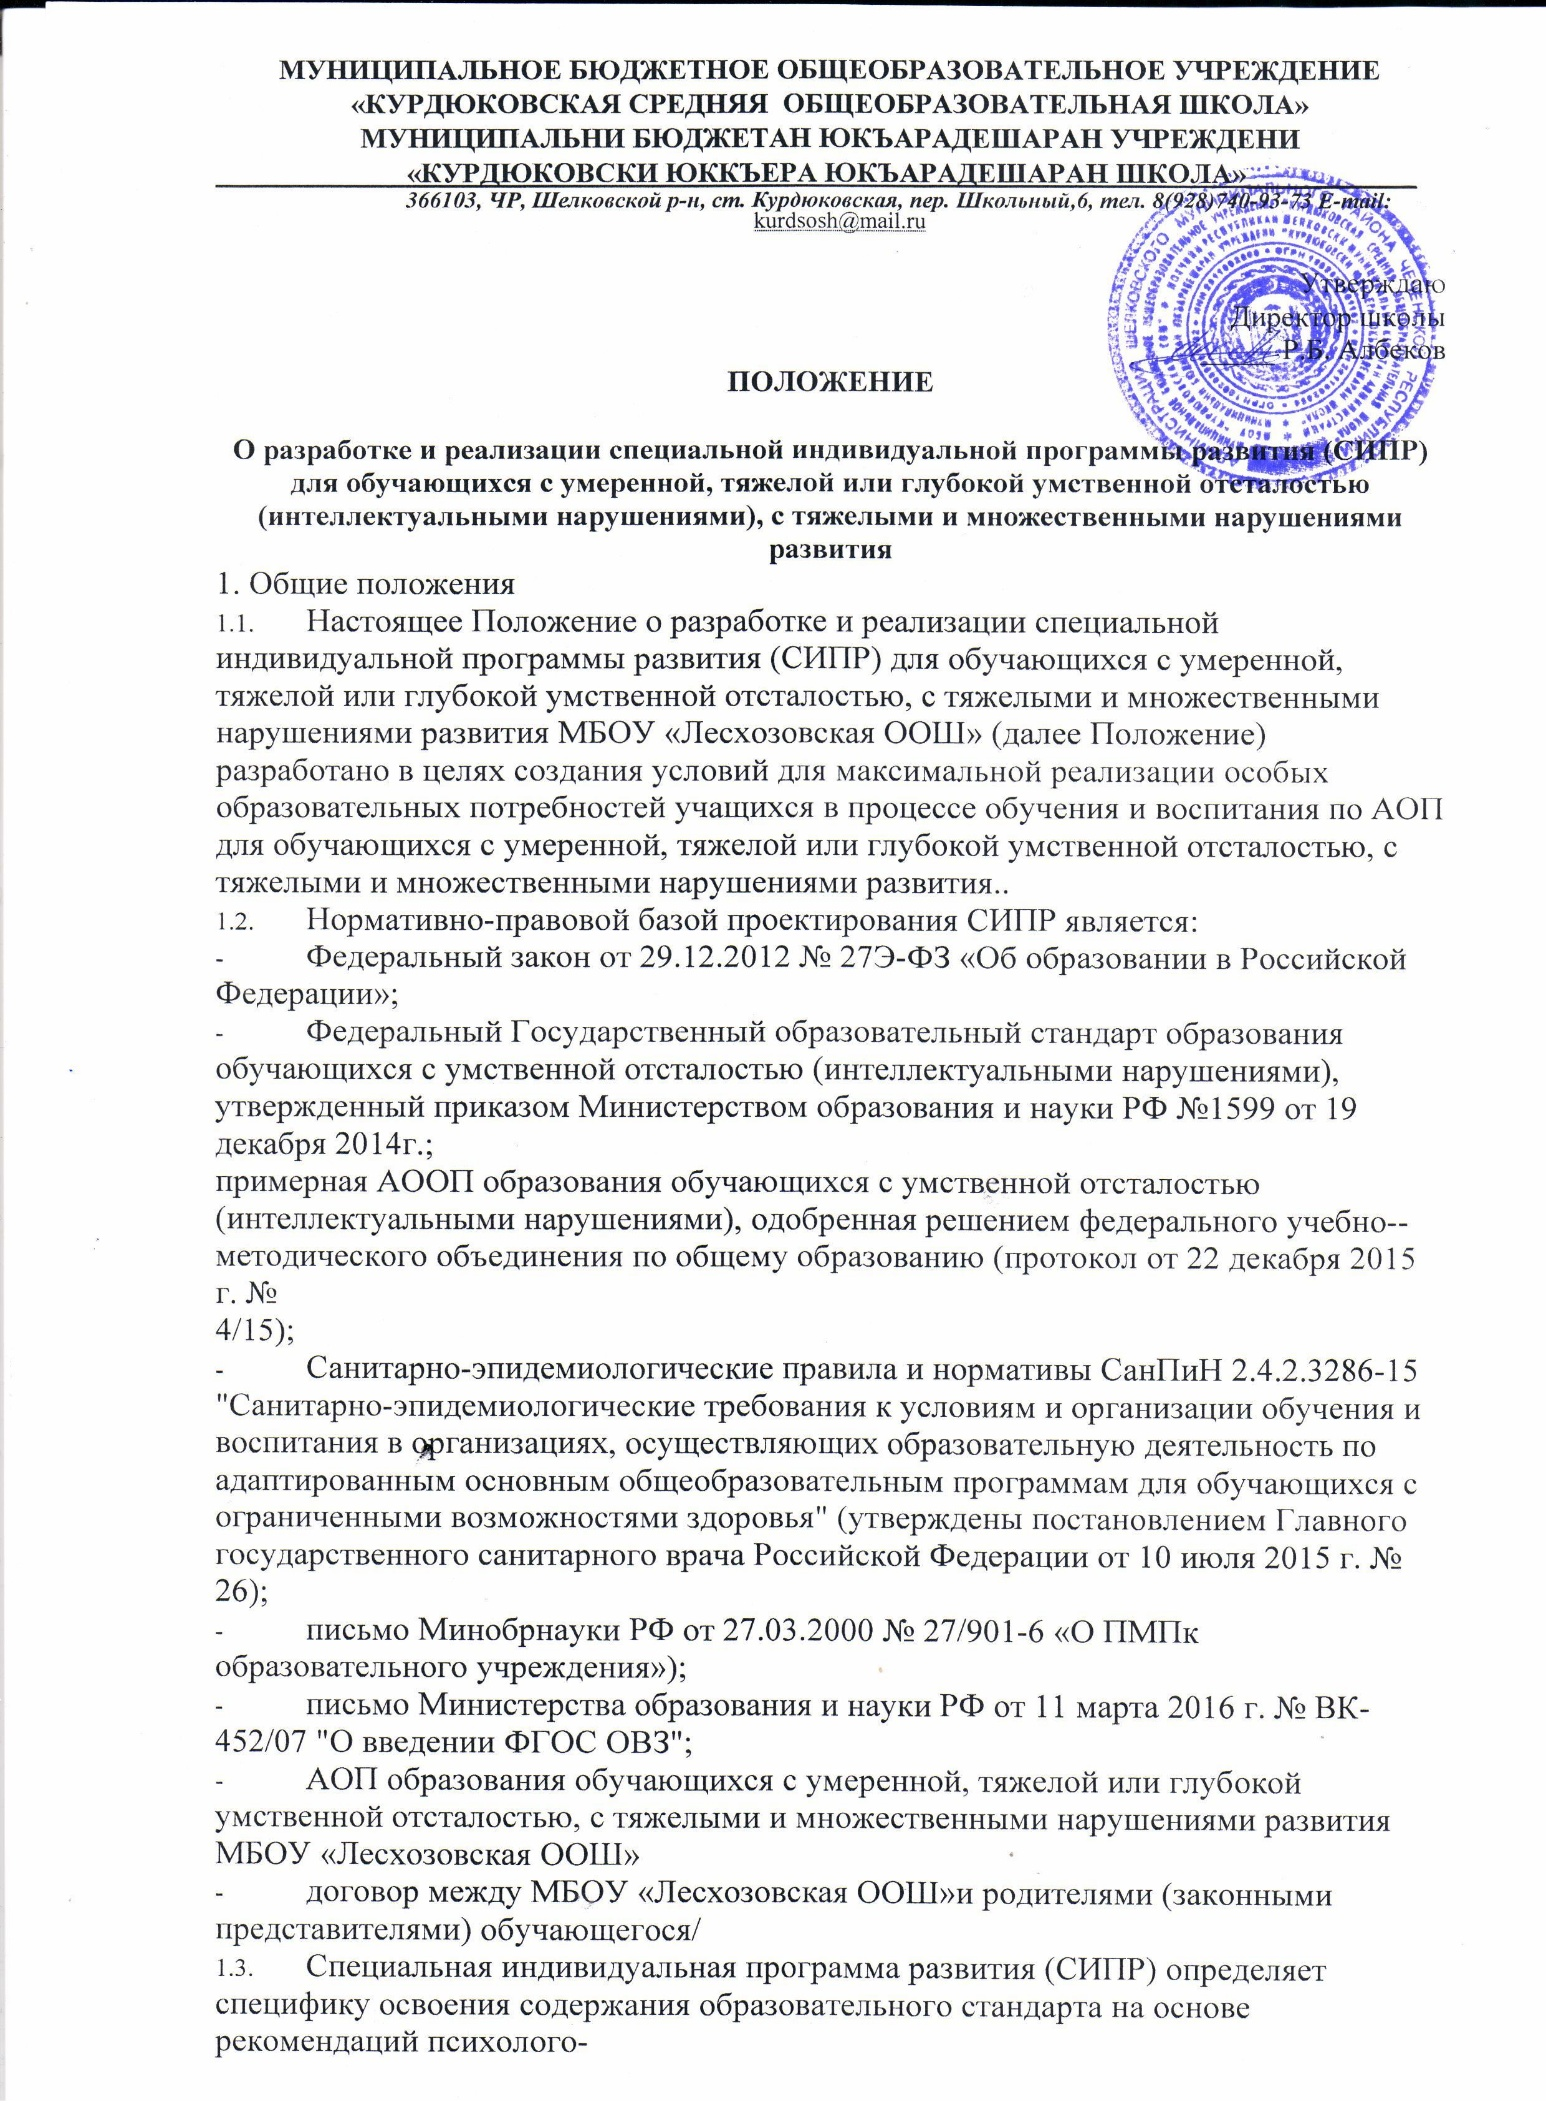 МУНИЦИПАЛЬНОЕ БЮДЖЕТНОЕ ОБЩЕОБРАЗОВАТЕЛЬНОЕ УЧРЕЖДЕНИЕ
«КУРДЮКОВСКАЯ СРЕДНЯЯ ОБЩЕОБРАЗОВАТЕЛЬНАЯ ШКОЛА»
МУНИЦИПАЛЬНИ БЮДЖЕТАН ЮКЪАРАДЕШАРАН УЧРЕЖДЕНИ
«КУРДЮКОВСКИ ЮККЪЕРА ЮКЪАРАДЕШАРАН ШКОЛА»
366103, ЧР, Шелковской р-н, ст. Курдюковская, пер. Школьный,6, тел. 8(928)740-93-73 E-mail:
kurdsosh@mail.ru
Утверждаю
Директор школы
Р.Б. Албеков
ПОЛОЖЕНИЕ
О разработке и реализации специальной индивидуальной программы развития (СИПР)
для обучающихся с умеренной, тяжелой или глубокой умственной отсталостью
(интеллектуальными нарушениями), с тяжелыми и множественными нарушениями
развития
1. Общие положения
1.1. Настоящее Положение о разработке и реализации специальной
индивидуальной программы развития (СИПР) для обучающихся с умеренной,
тяжелой или глубокой умственной отсталостью, с тяжелыми и множественными
нарушениями развития МБОУ «Лесхозовская ООШ» (далее Положение)
разработано в целях создания условий для максимальной реализации особых
образовательных потребностей учащихся в процессе обучения и воспитания по АОП
для обучающихся с умеренной, тяжелой или глубокой умственной отсталостью, с
тяжелыми и множественными нарушениями развития..
1.2. Нормативно-правовой базой проектирования СИПР является:
- Федеральный закон от 29.12.2012 № 27Э-ФЗ «Об образовании в Российской
Федерации»;
- Федеральный Государственный образовательный стандарт образования
обучающихся с умственной отсталостью (интеллектуальными нарушениями),
утвержденный приказом Министерством образования и науки РФ №1599 от 19
декабря 2014г.;
примерная АООП образования обучающихся с умственной отсталостью
(интеллектуальными нарушениями), одобренная решением федерального учебно--
методического объединения по общему образованию (протокол от 22 декабря 2015
г. №
4/15);
- Санитарно-эпидемиологические правила и нормативы СанПиН 2.4.2.3286-15
"Санитарно-эпидемиологические требования к условиям и организации обучения и
воспитания в организациях, осуществляющих образовательную деятельность по
адаптированным основным общеобразовательным программам для обучающихся с
ограниченными возможностями здоровья" (утверждены постановлением Главного
государственного санитарного врача Российской Федерации от 10 июля 2015 г. №
26);
- письмо Минобрнауки РФ от 27.03.2000 № 27/901-6 «О ПМПк
образовательного учреждения»);
- письмо Министерства образования и науки РФ от 11 марта 2016 г. № ВК-
452/07 "О введении ФГОС ОВЗ";
- АОП образования обучающихся с умеренной, тяжелой или глубокой
умственной отсталостью, с тяжелыми и множественными нарушениями развития
МБОУ «Лесхозовская ООШ»
- договор между МБОУ «Лесхозовская ООШ»и родителями (законными
представителями) обучающегося/
1.3. Специальная индивидуальная программа развития (СИПР) определяет
специфику освоения содержания образовательного стандарта на основе
рекомендаций психолого-